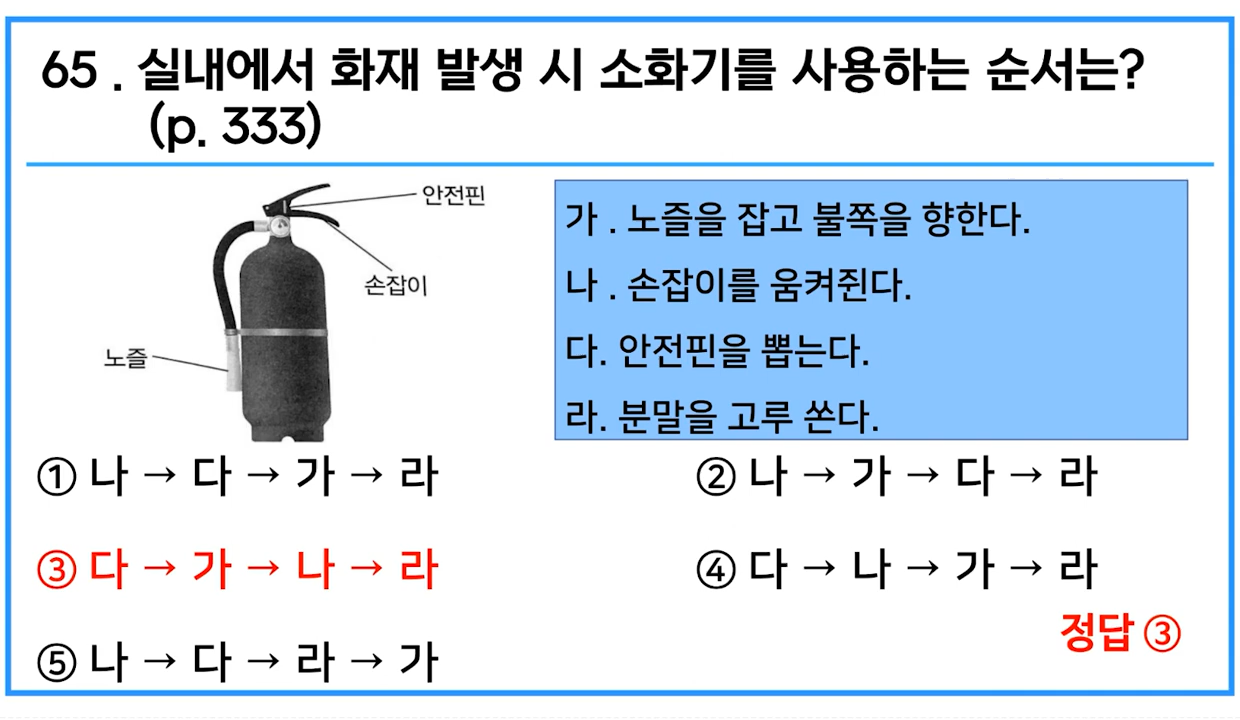 65 . 실내에서 화재 발생 시 소화기를 사용하는 순서는?
(p. 333)
안전핀
손잡이
노즐
가 . 노즐을 잡고 불쪽을 향한다.
나 . 손잡이를 움켜쥔다.
다. 안전핀을 뽑는다.
라. 분말을 고루 쏜다.
① 나 → 다 → 가 → 라
② 나 → 가 → 다 → 라
③ 다 → 가 → 나 → 라
④ 다 → 나 → 가 → 라
정답 ③
⑤ 나 → 다 → 라 → 가